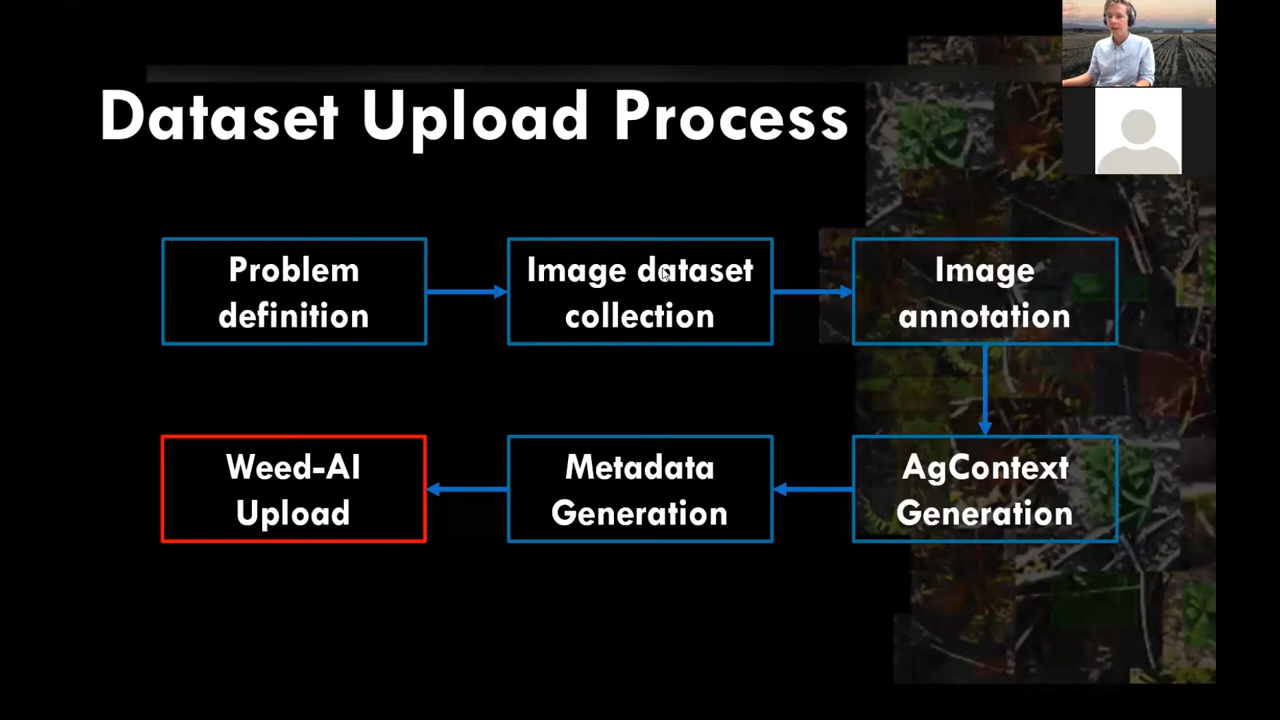 Dataset Upload Process
Problem
definition
Image dataset
collection
Image
annotation
AgContext
Generation
Metadata
Generation
Weed-AI
Upload